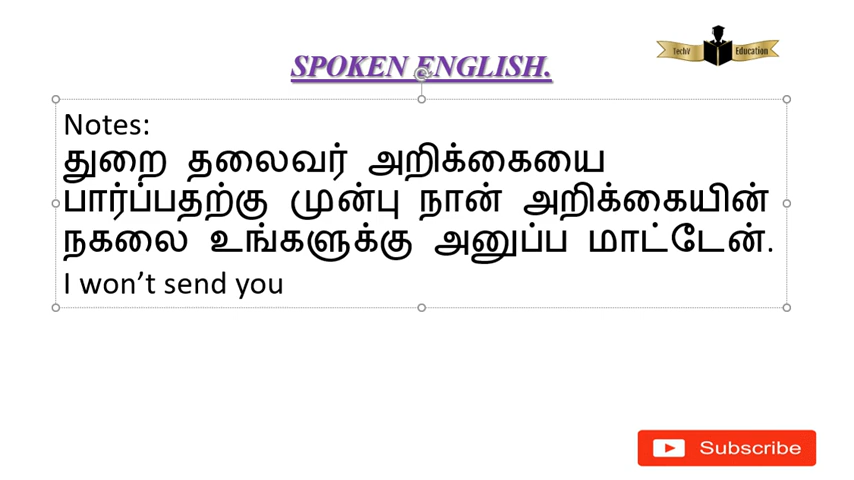 TechV Education
SPOKEN ENGLISH.
Notes:
துறை தலைவர் அறிக்கையை
பார்ப்பதற்கு முன்பு நான் அறிக்கையின்
நகலை உங்களுக்கு அனுப்ப மாட்டேன்.
I won't send you
Subscribe